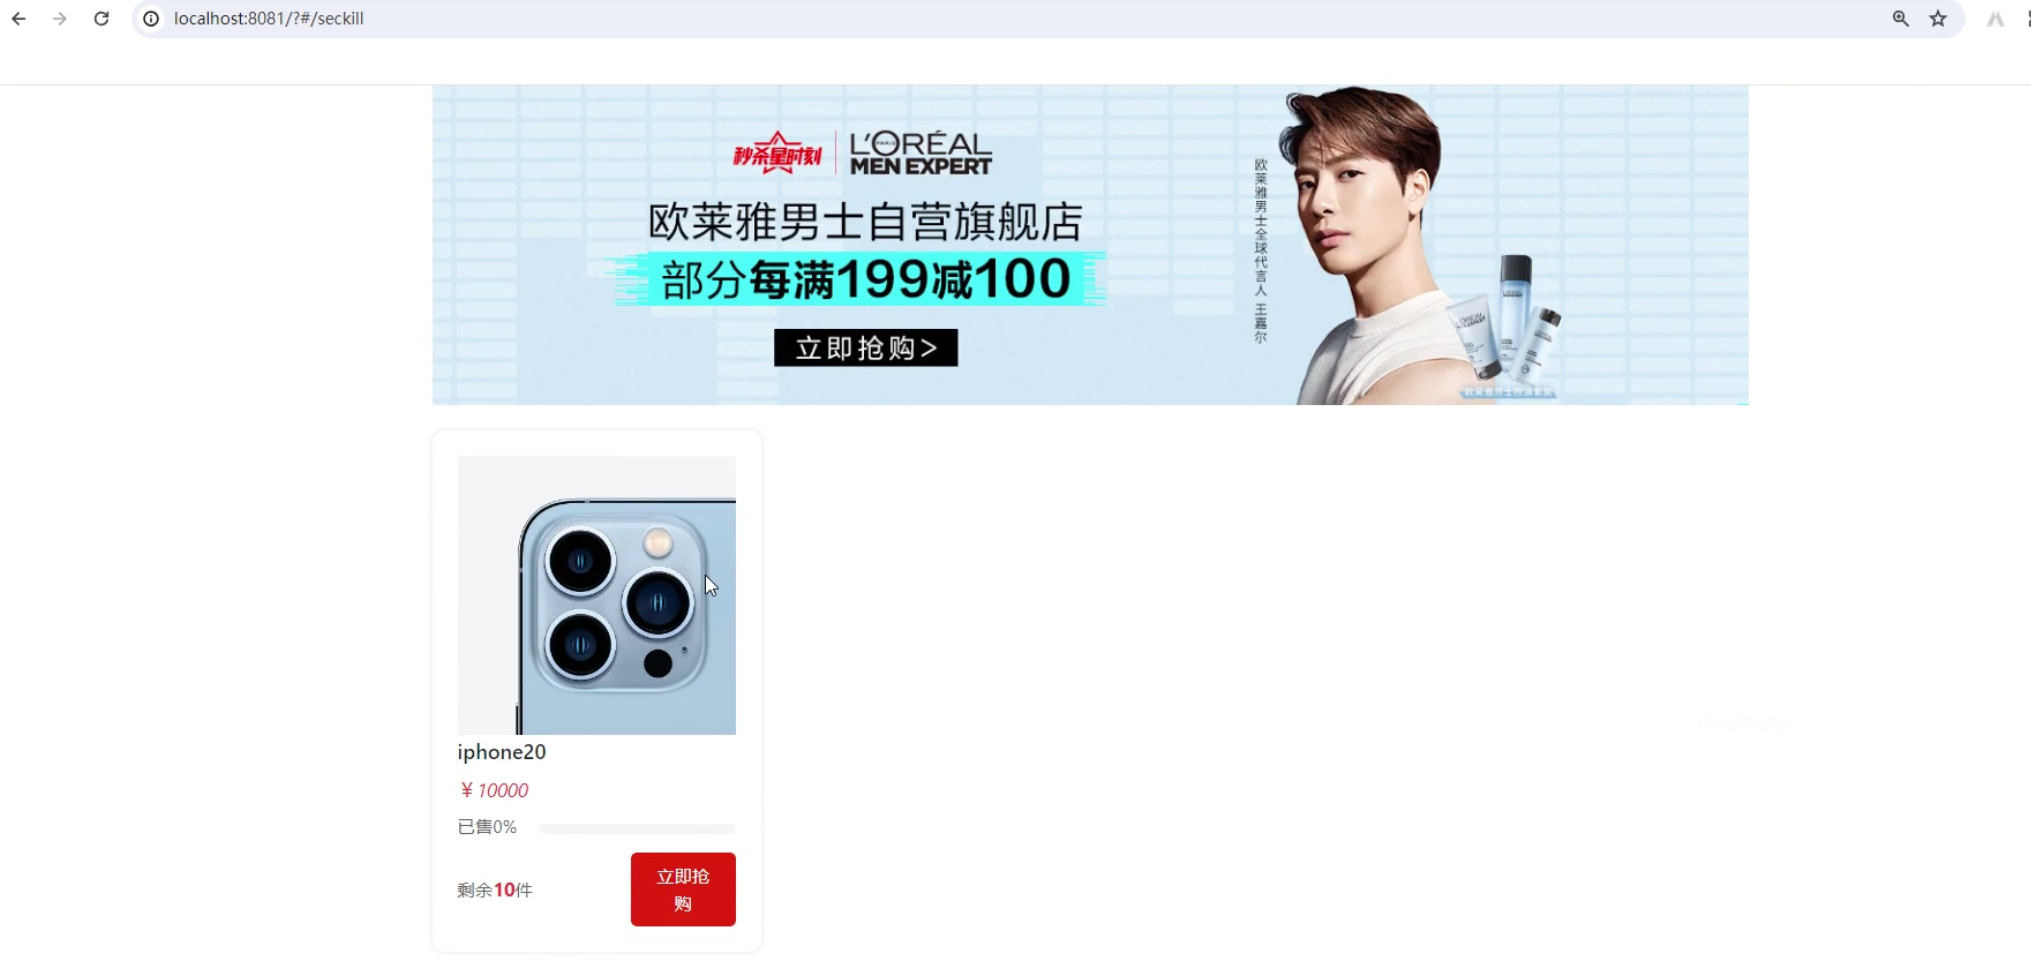 localhost:8081/?#/seckill
秒杀星时刻
L'ORÉAL
PARIS
MEN EXPERT
欧莱雅男士自营旗舰店
部分每满199减100
立即抢购>
欧莱雅男士全球代言人 王嘉尔
iphone20
￥10000
已售0%
剩余10件
立即抢
购